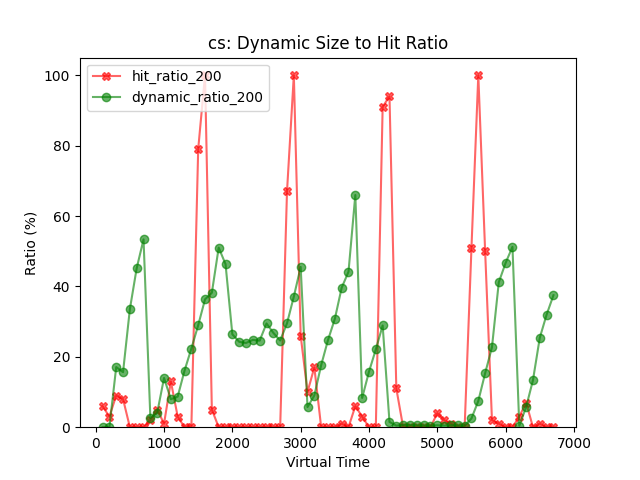 cs: Dynamic Size to Hit Ratio
hit_ratio_200
dynamic_ratio_200
Ratio (%)
100
80
60
40
20
0
0
1000
2000
3000
4000
5000
6000
7000
Virtual Time